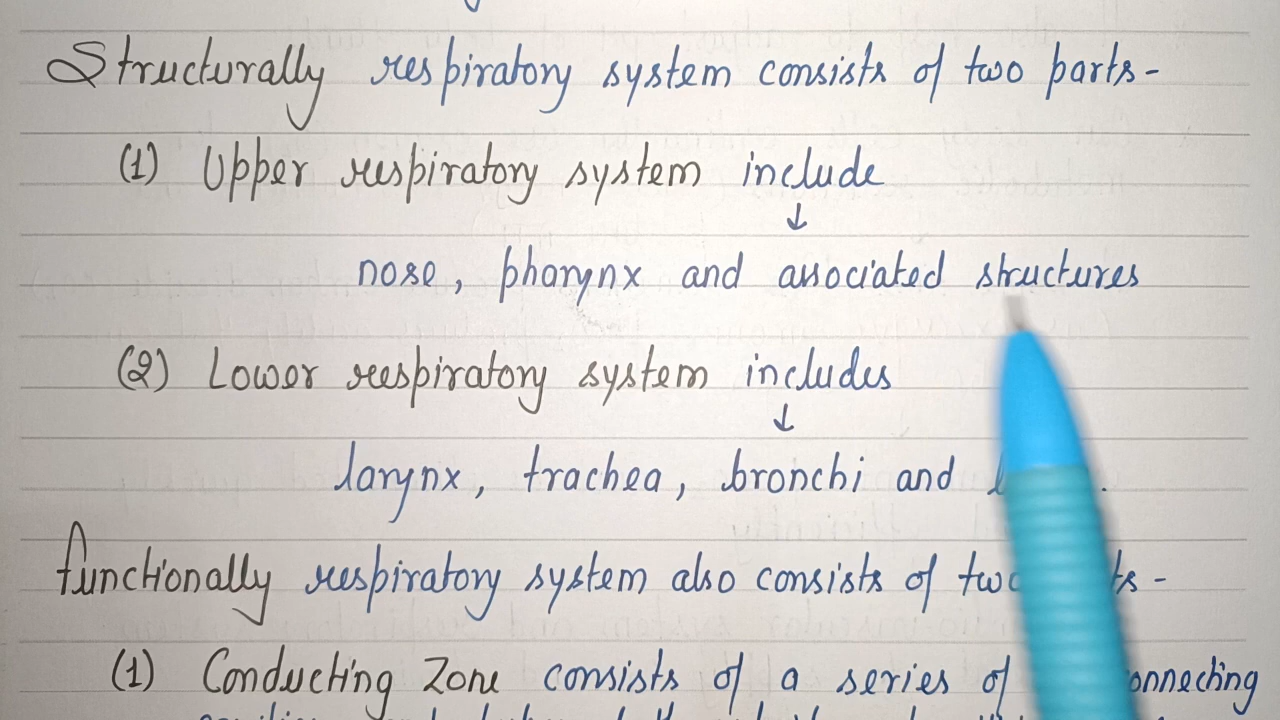 Structurally respiratory system consists of two parts-
(1) Upper respiratory system include
↓
nose, pharynx and associated structures
(2) Lower respiratory system includes
↓
larynx, trachea, bronchi and
functionally respiratory system also consists of two -
(1) Conducting Zone consists of a series of